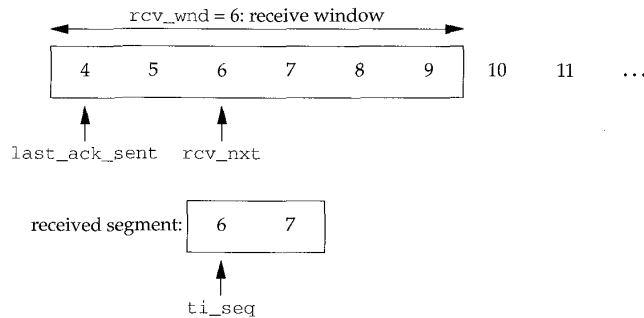 rcv_wnd = 6: receive window
4 5 6 7 8 9 10 11 ...
last_ack_sent rcv_nxt
received segment: 6 7
ti_seq